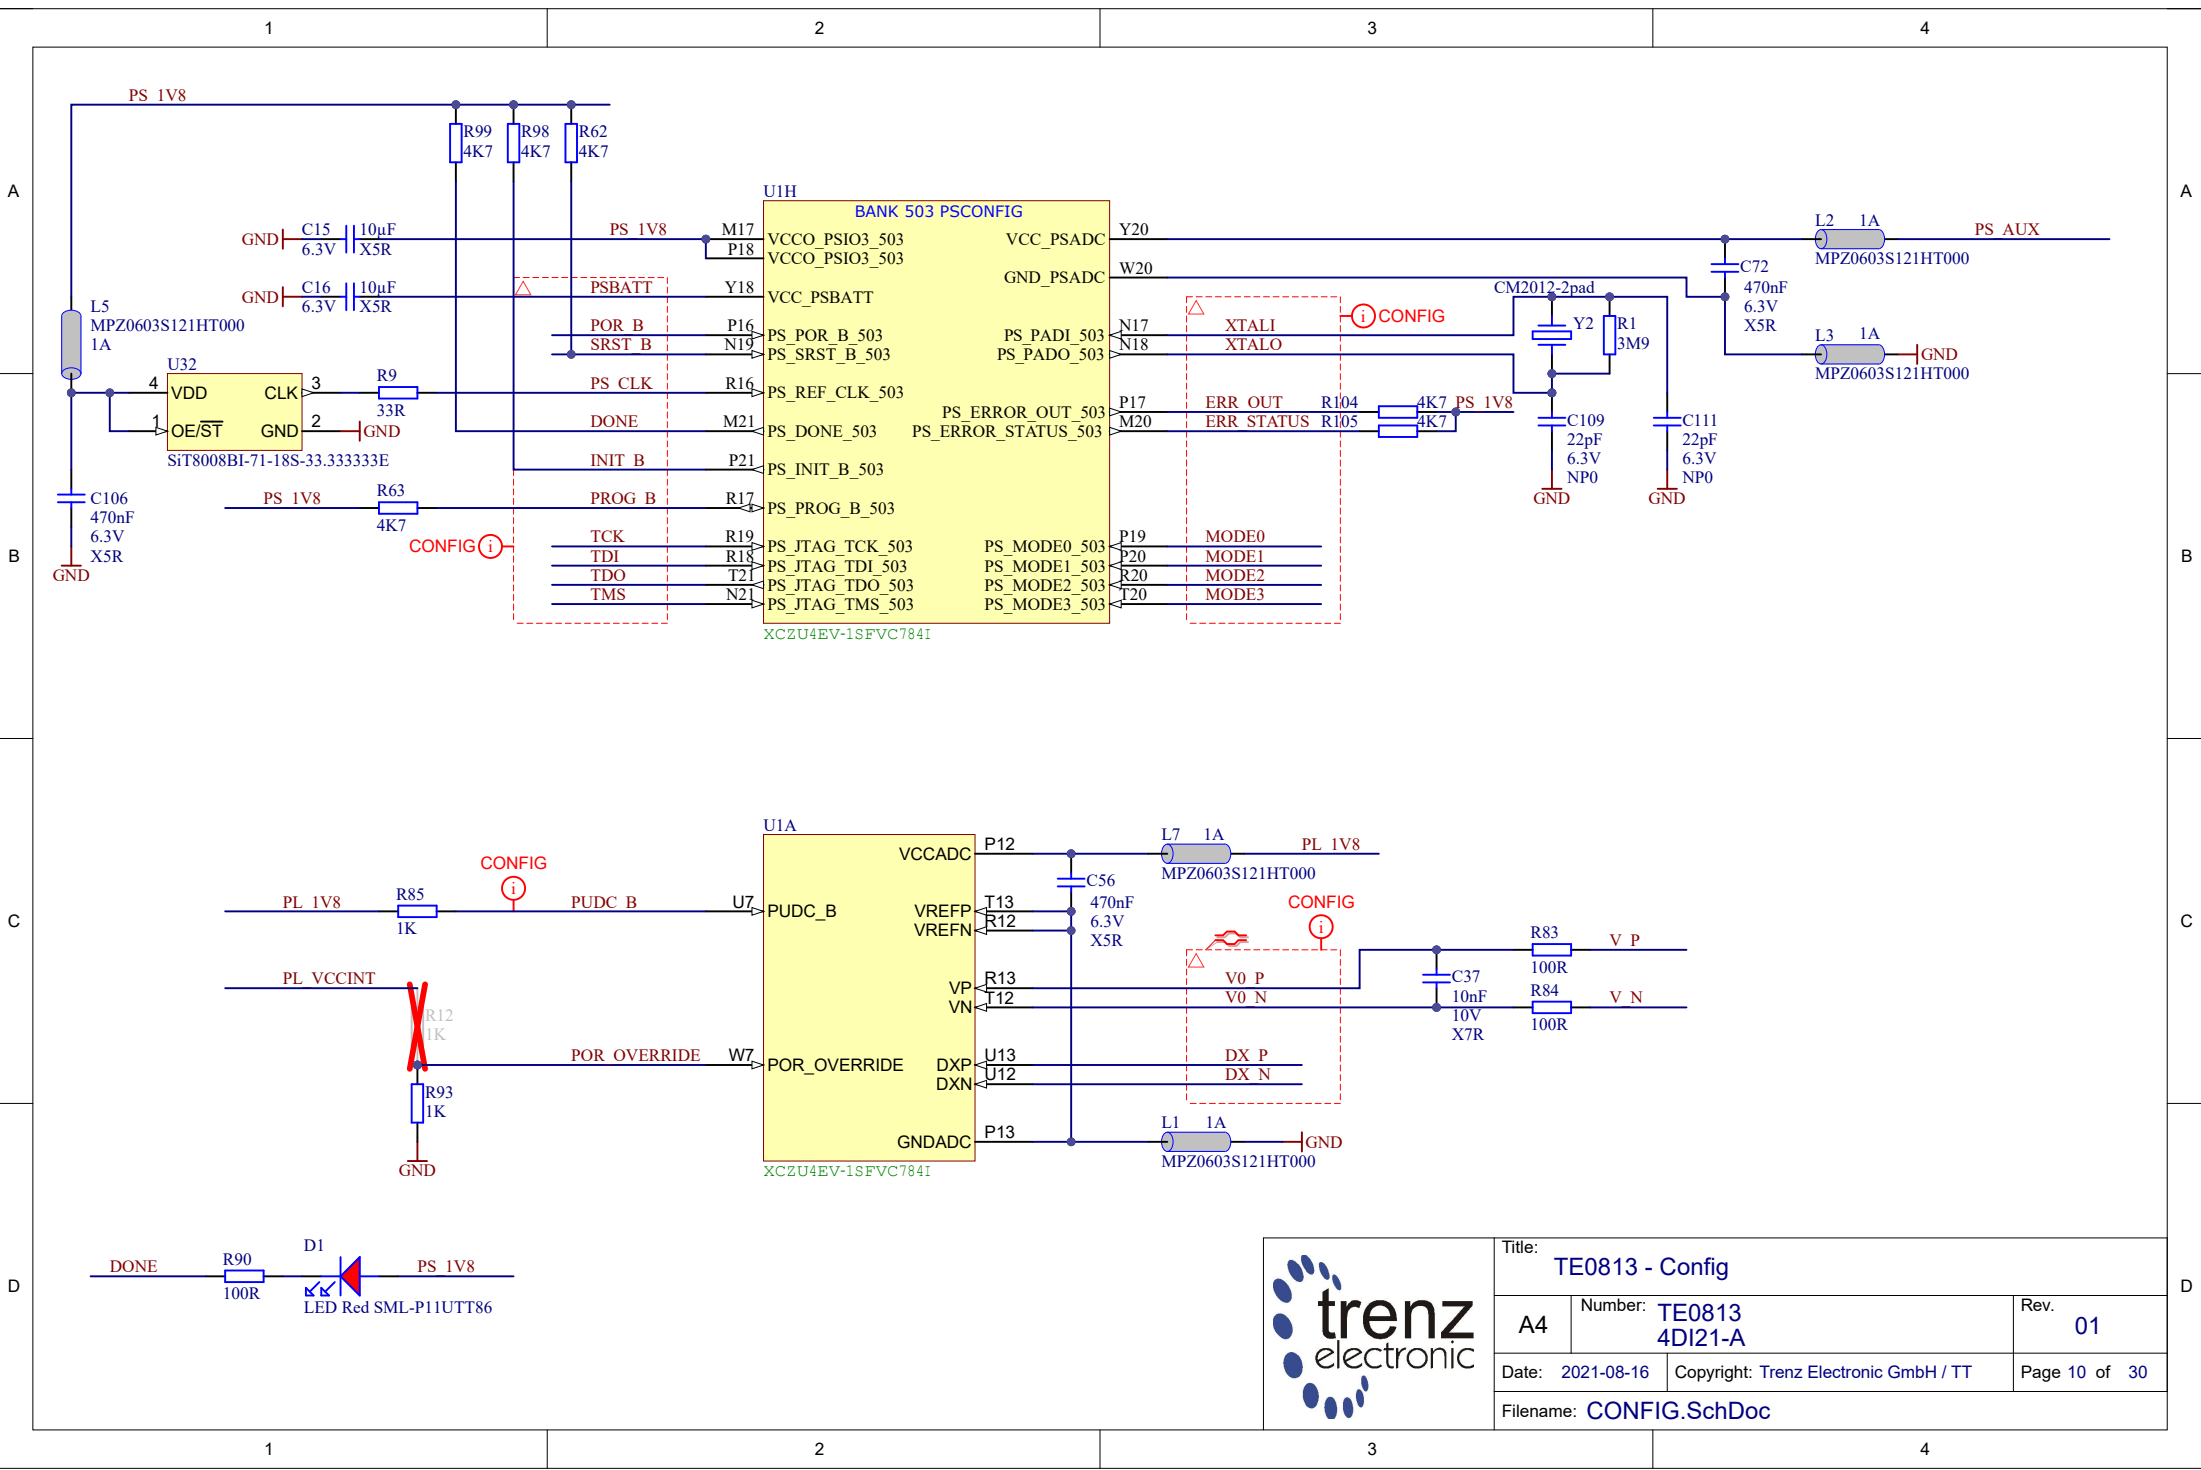 1 2 3 4
PS_1V8
R99 R98 R62
4K7 4K7 4K7
A A
U1H
BANK 503 PSCONFIG
C15 10µF
GND
6.3V X5R
PS_1V8
M17 VCCO_PSIO3_503
P18 VCCO_PSIO3_503
C16 10µF
GND
6.3V X5R
PSBATT
Y18 VCC_PSBATT
POR_B P16 PS_POR_B_503
SRST_B N19 PS_SRST_B_503
L5
MPZ0603S121HT000
1A
U32
4 VDD CLK 3
1 OE/ST GND 2 GND
SiT8008BI-71-18S-33.333333E
R9
33R
PS_CLK R16 PS_REF_CLK_503
DONE M21 PS_DONE_503
INIT_B P21 PS_INIT_B_503
C106
470nF
6.3V
X5R
GND
PS_1V8 R63
4K7
PROG_B R17 PS_PROG_B_503
CONFIG i
TCK R19 PS_JTAG_TCK_503
TDI R18 PS_JTAG_TDI_503
TDO T21 PS_JTAG_TDO_503
TMS N21 PS_JTAG_TMS_503
XCZU4EV-1SFVC784I
VCC_PSADC Y20
GND_PSADC W20
PS_PADI_503 N17 XTALI
PS_PADO_503 N18 XTALO
PS_ERROR_OUT_503 P17 ERR_OUT R104 4K7 PS_1V8
PS_ERROR_STATUS_503 M20 ERR_STATUS R105 4K7
PS_MODE0_503 P19 MODE0
PS_MODE1_503 P20 MODE1
PS_MODE2_503 R20 MODE2
PS_MODE3_503 T20 MODE3
i CONFIG
CM2012-2pad
Y2 R1
3M9
C109
22pF
6.3V
NP0
GND
C111
22pF
6.3V
NP0
GND
L2 1A
MPZ0603S121HT000
PS_AUX
C72
470nF
6.3V
X5R
L3 1A
GND
MPZ0603S121HT000
B B
U1A
CONFIG
i
PL_1V8 R85
1K
PUDC_B U7 PUDC_B
C C
PL_VCCINT
R12
1K
POR_OVERRIDE W7 POR_OVERRIDE
R93
1K
GND
XCZU4EV-1SFVC784I
VCCADC P12
VREFP T13
VREFN R12
VP R13 V0_P
VN T12 V0_N
DXP U13 DX_P
DXN U12 DX_N
GNDADC P13
L7 1A
PL_1V8
MPZ0603S121HT000
C56
470nF
6.3V
X5R
CONFIG
i
C37
10nF
10V
X7R
R83
100R
V_P
R84
100R
V_N
L1 1A
GND
MPZ0603S121HT000
D D
DONE R90
100R
D1
PS_1V8
LED Red SML-P11UTT86
trenz
electronic
Title:
TE0813 - Config
A4
Number: TE0813
4DI21-A
Rev.
01
Date: 2021-08-16 Copyright: Trenz Electronic GmbH / TT Page 10 of 30
Filename: CONFIG.SchDoc
1 2 3 4